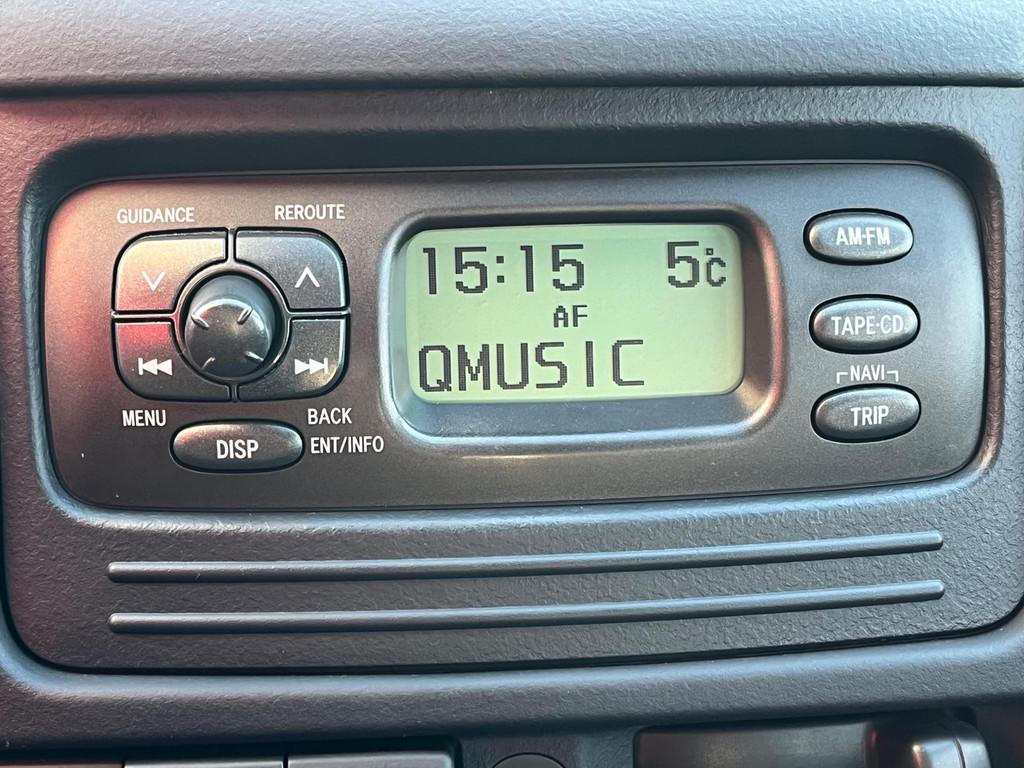 GUIDANCE REROUTE
MENU BACK
DISP ENT/INFO
15:15 5°C
AF
QMUSIC
AM·FM
TAPE·CD
NAVI
TRIP